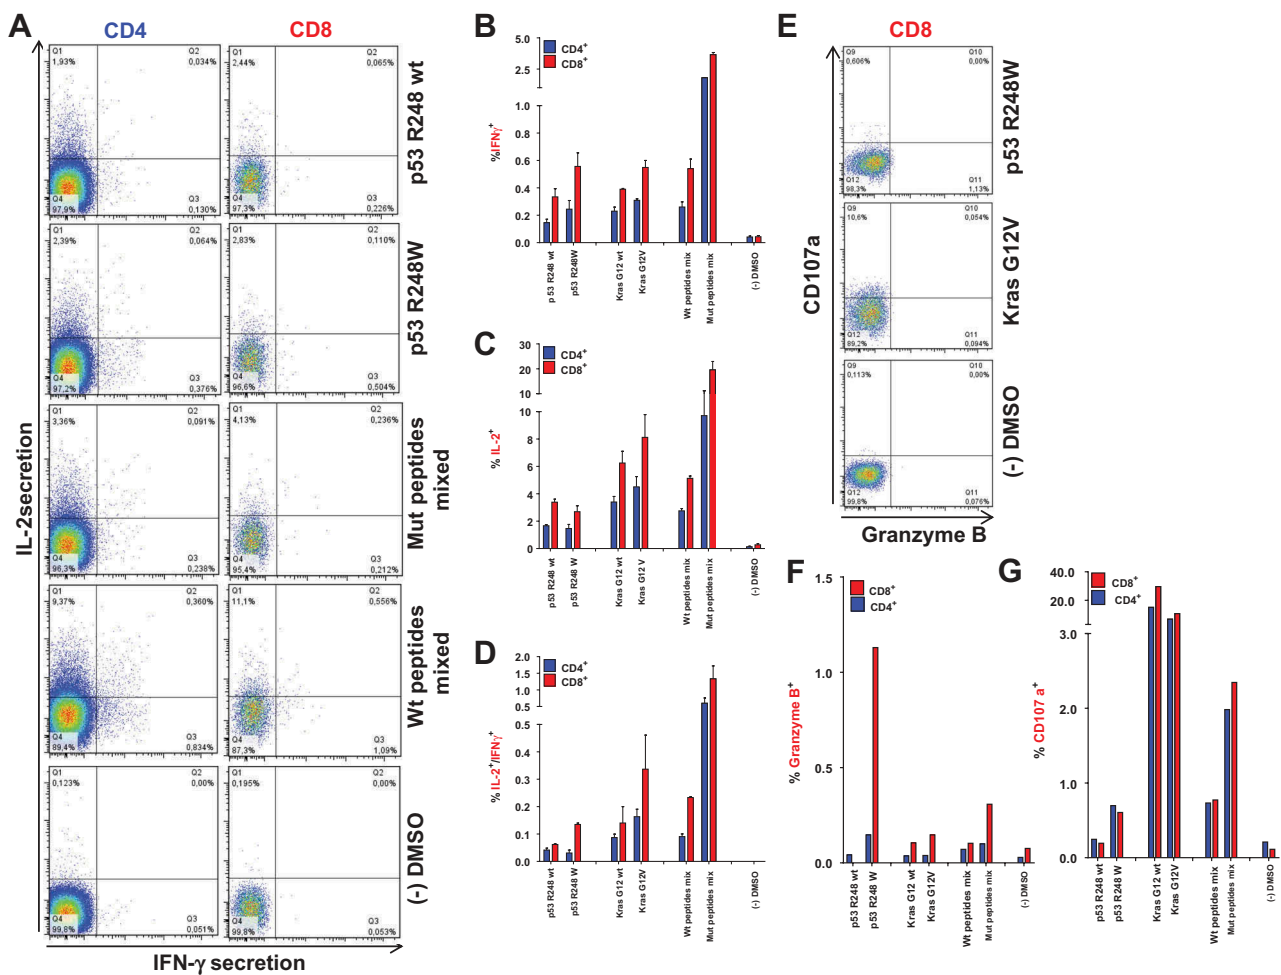 A
CD4
CD8
IL-2secretion
Q1
1,93%
Q2
0,034%
Q4
97,9%
Q3
0,130%
Q1
2,44%
Q2
0,065%
Q4
97,3%
Q3
0,226%
p53 R248 wt
Q1
2,39%
Q2
0,064%
Q4
97,2%
Q3
0,376%
Q1
2,83%
Q2
0,110%
Q4
96,6%
Q3
0,504%
p53 R248W
Q1
3,36%
Q2
0,091%
Q4
96,3%
Q3
0,238%
Q1
4,13%
Q2
0,236%
Q4
95,4%
Q3
0,212%
Mut peptides
mixed
Q1
9,37%
Q2
0,360%
Q4
89,4%
Q3
0,834%
Q1
11,1%
Q2
0,556%
Q4
87,3%
Q3
1,09%
Wt peptides
mixed
Q1
0,123%
Q2
0,00%
Q4
99,8%
Q3
0,051%
Q1
0,195%
Q2
0,00%
Q4
99,8%
Q3
0,053%
(-) DMSO
IFN-γ secretion
B
%IFNγ+
5.0
2.5
1.0
0.8
0.6
0.4
0.2
0.0
CD4+
CD8+
p 53 R248 wt
p53 R248W
Kras G12 wt
Kras G12V
Wt peptides mix
Mut peptides mix
(-) DMSO
C
% IL-2+
30
20
10
10
8
6
4
2
0
CD4+
CD8+
p53 R248 wt
p53 R248 W
Kras G12 wt
Kras G12 V
Wt peptides mix
Mut peptides mix
(-) DMSO
D
% IL-2+/IFNγ+
2.0
1.5
1.0
0.5
0.5
0.4
0.3
0.2
0.1
0.0
CD4+
CD8+
p53 R248 wt
p53 R248 W
Kras G12 wt
Kras G12V
Wt peptides mix
Mut peptides mix
(-) DMSO
E
CD8
CD107a
Q9
0,606%
Q10
0,00%
Q12
98,3%
Q11
1,13%
p53 R248W
Q9
10,6%
Q10
0,054%
Q12
89,2%
Q11
0,094%
Kras G12V
Q9
0,113%
Q10
0,00%
Q12
99,8%
Q11
0,076%
(-) DMSO
Granzyme B
F
% Granzyme B+
1.5
1.0
0.5
0.0
CD8+
CD4+
p53 R248 wt
p53 R248 W
Kras G12 wt
Kras G12V
Wt peptides mix
Mut peptides mix
(-) DMSO
G
% CD107 a+
40.0
20.0
3.0
2.0
1.0
0.0
CD8+
CD4+
p53 R248 wt
p53 R248 W
Kras G12 wt
Kras G12V
Wt peptides mix
Mut peptides mix
(-) DMSO